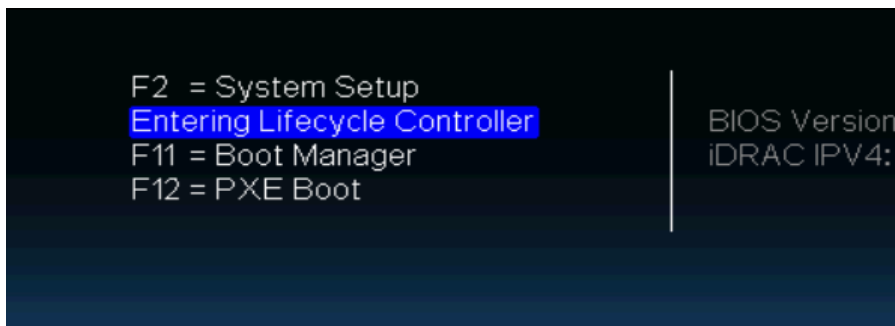 F2 = System Setup
Entering Lifecycle Controller
F11 = Boot Manager
F12 = PXE Boot
BIOS Version
iDRAC IPV4: